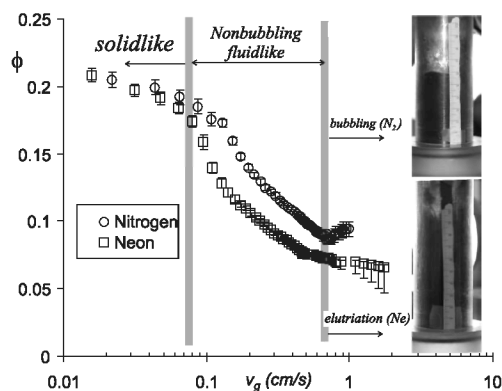 solidlike
Nonbubbling
fluidlike
ϕ
0.25
0.2
0.15
0.1
0.05
0
bubbling (N₂)
Nitrogen
Neon
elutriation (Ne)
0.01
0.1
1
10
v_g (cm/s)